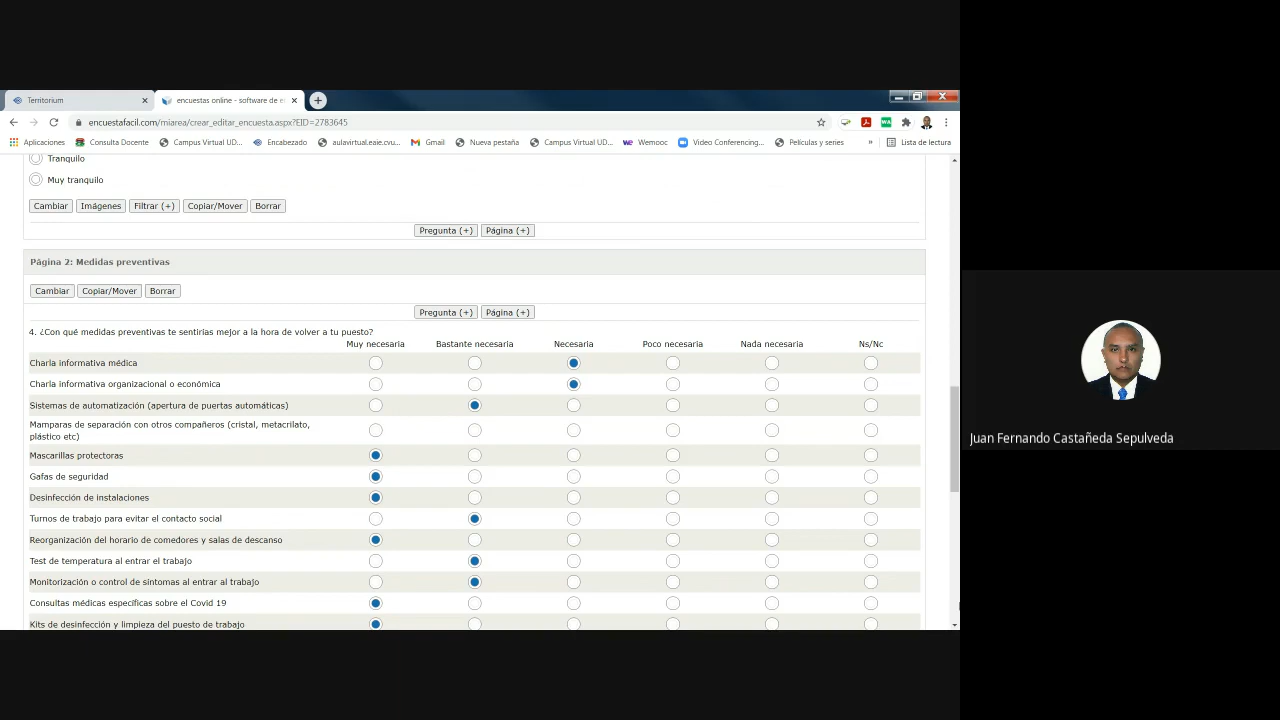 Territorium
encuestas online - software de e
encuestafacil.com/miarea/crear_editar_encuesta.aspx?EID=2783645
Aplicaciones
Consulta Docente
Campus Virtual UD...
Encabezado
aulavirtual.eaie.cvu...
Gmail
Nueva pestaña
Campus Virtual UD...
Wemooc
Video Conferencing...
Películas y series
»
Lista de lectura
Tranquilo
Muy tranquilo
Cambiar Imágenes Filtrar (+) Copiar/Mover Borrar
Pregunta (+) Página (+)
Página 2: Medidas preventivas
Cambiar Copiar/Mover Borrar
Pregunta (+) Página (+)
4. ¿Con qué medidas preventivas te sentirías mejor a la hora de volver a tu puesto?
Muy necesaria Bastante necesaria Necesaria Poco necesaria Nada necesaria Ns/Nc
Charla informativa médica
Charla informativa organizacional o económica
Sistemas de automatización (apertura de puertas automáticas)
Mamparas de separación con otros compañeros (cristal, metacrilato,
plástico etc)
Mascarillas protectoras
Gafas de seguridad
Desinfección de instalaciones
Turnos de trabajo para evitar el contacto social
Reorganización del horario de comedores y salas de descanso
Test de temperatura al entrar el trabajo
Monitorización o control de síntomas al entrar al trabajo
Consultas médicas específicas sobre el Covid 19
Kits de desinfección y limpieza del puesto de trabajo
Juan Fernando Castañeda Sepulveda